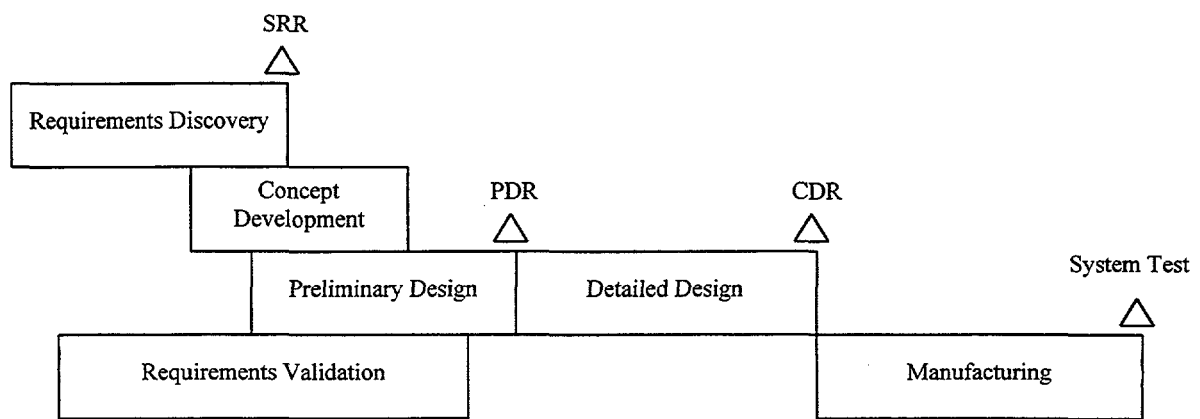 SRR
Requirements Discovery
Concept
Development
PDR
CDR
System Test
Preliminary Design
Detailed Design
Requirements Validation
Manufacturing